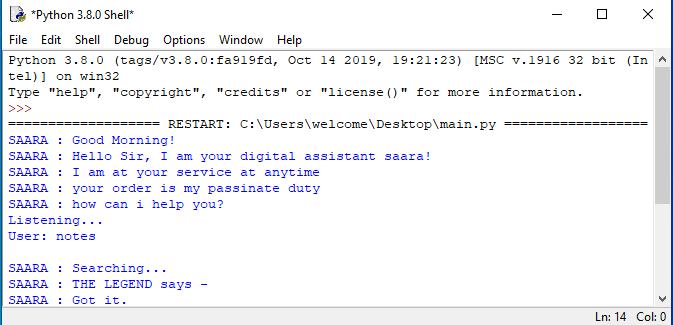 *Python 3.8.0 Shell*
File Edit Shell Debug Options Window Help
Python 3.8.0 (tags/v3.8.0:fa919fd, Oct 14 2019, 19:21:23) [MSC v.1916 32 bit (In
tel)] on win32
Type "help", "copyright", "credits" or "license()" for more information.
>>>
=================== RESTART: C:\Users\welcome\Desktop\main.py ==================
SAARA : Good Morning!
SAARA : Hello Sir, I am your digital assistant saara!
SAARA : I am at your service at anytime
SAARA : your order is my passinate duty
SAARA : how can i help you?
Listening...
User: notes

SAARA : Searching...
SAARA : THE LEGEND says -
SAARA : Got it.
Ln: 14 Col: 0